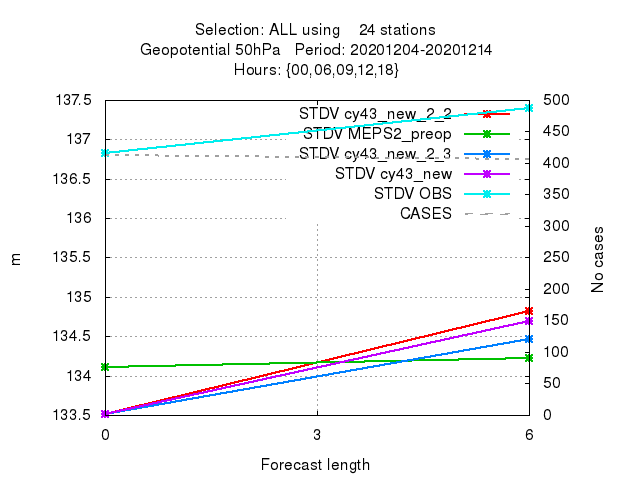 Selection: ALL using 24 stations
Geopotential 50hPa Period: 20201204-20201214
Hours: {00,06,09,12,18}
137.5
137
136.5
136
135.5
135
134.5
134
133.5
m
STDV cy43_new_2_2
STDV MEPS2_preop
STDV cy43_new_2_3
STDV cy43_new
STDV OBS
CASES
500
450
400
350
300
250
200
150
100
50
0
No cases
0 3 6
Forecast length